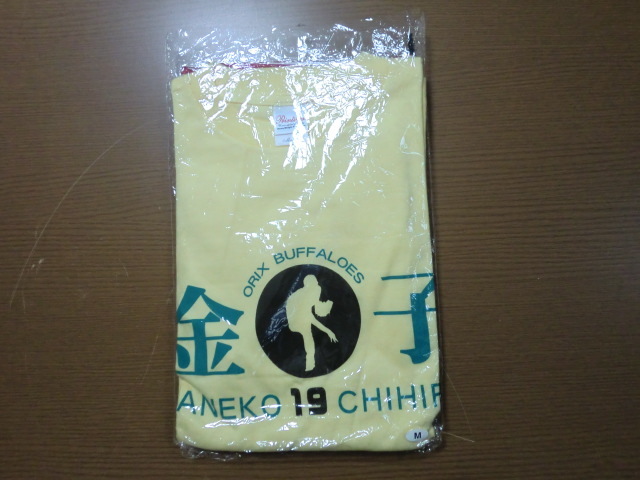 ORIX BUFFALOES
金 子
ANEKO 19 CHIHIR
M